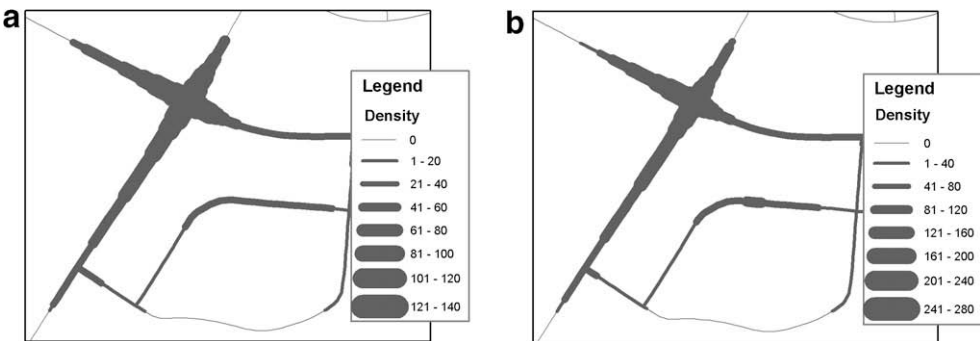 a
Legend
Density
0
1 - 20
21 - 40
41 - 60
61 - 80
81 - 100
101 - 120
121 - 140
b
Legend
Density
0
1 - 40
41 - 80
81 - 120
121 - 160
161 - 200
201 - 240
241 - 280